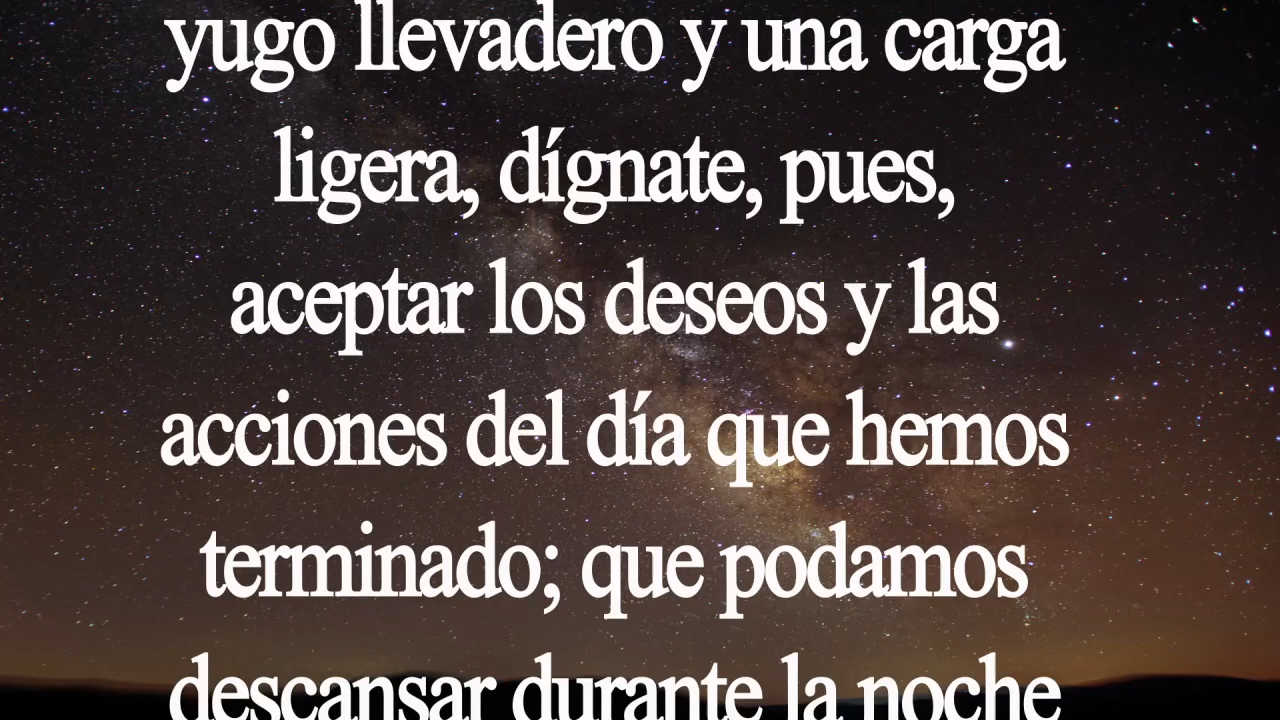 yugo llevadero y una carga
ligera, dígnate, pues,
aceptar los deseos y las
acciones del día que hemos
terminado; que podamos
descansar durante la noche